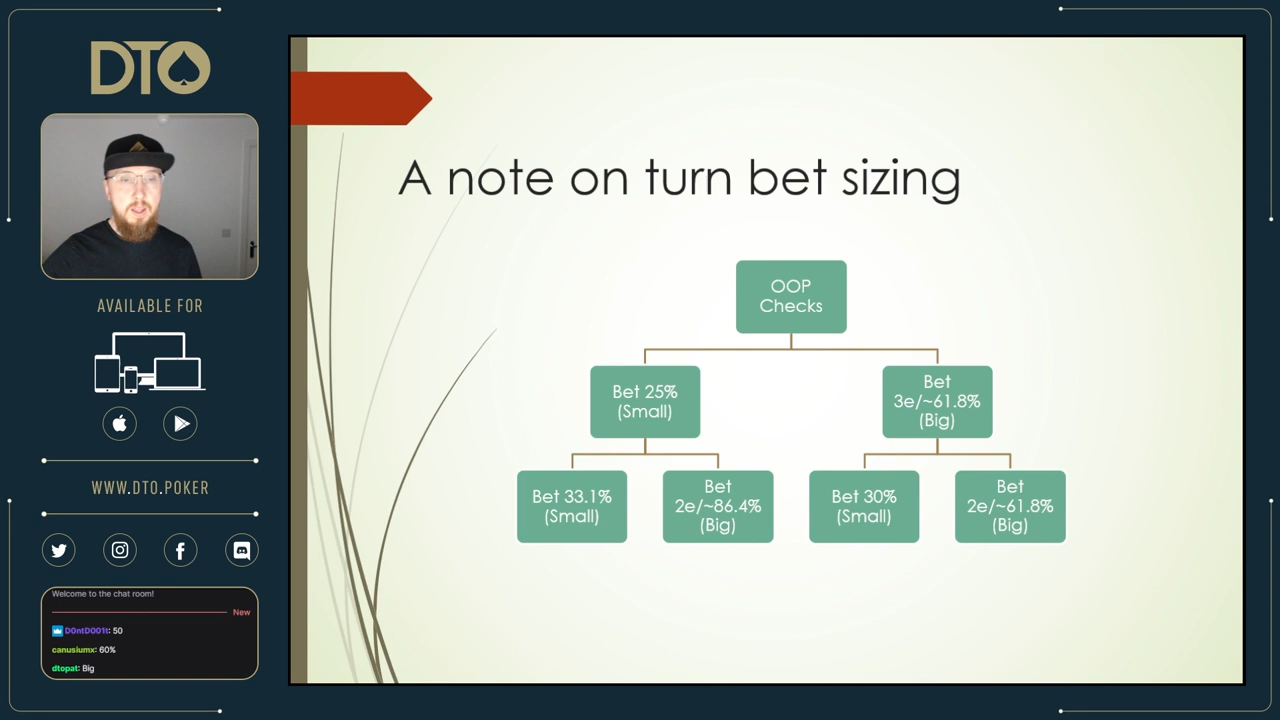 DTO
AVAILABLE FOR
WWW.DTO.POKER
Welcome to the chat room!
New
D0ntD001t: 50
canusiumx: 60%
dtopat: Big
A note on turn bet sizing
OOP
Checks
Bet 25%
(Small)
Bet
3e/~61.8%
(Big)
Bet 33.1%
(Small)
Bet
2e/~86.4%
(Big)
Bet 30%
(Small)
Bet
2e/~61.8%
(Big)